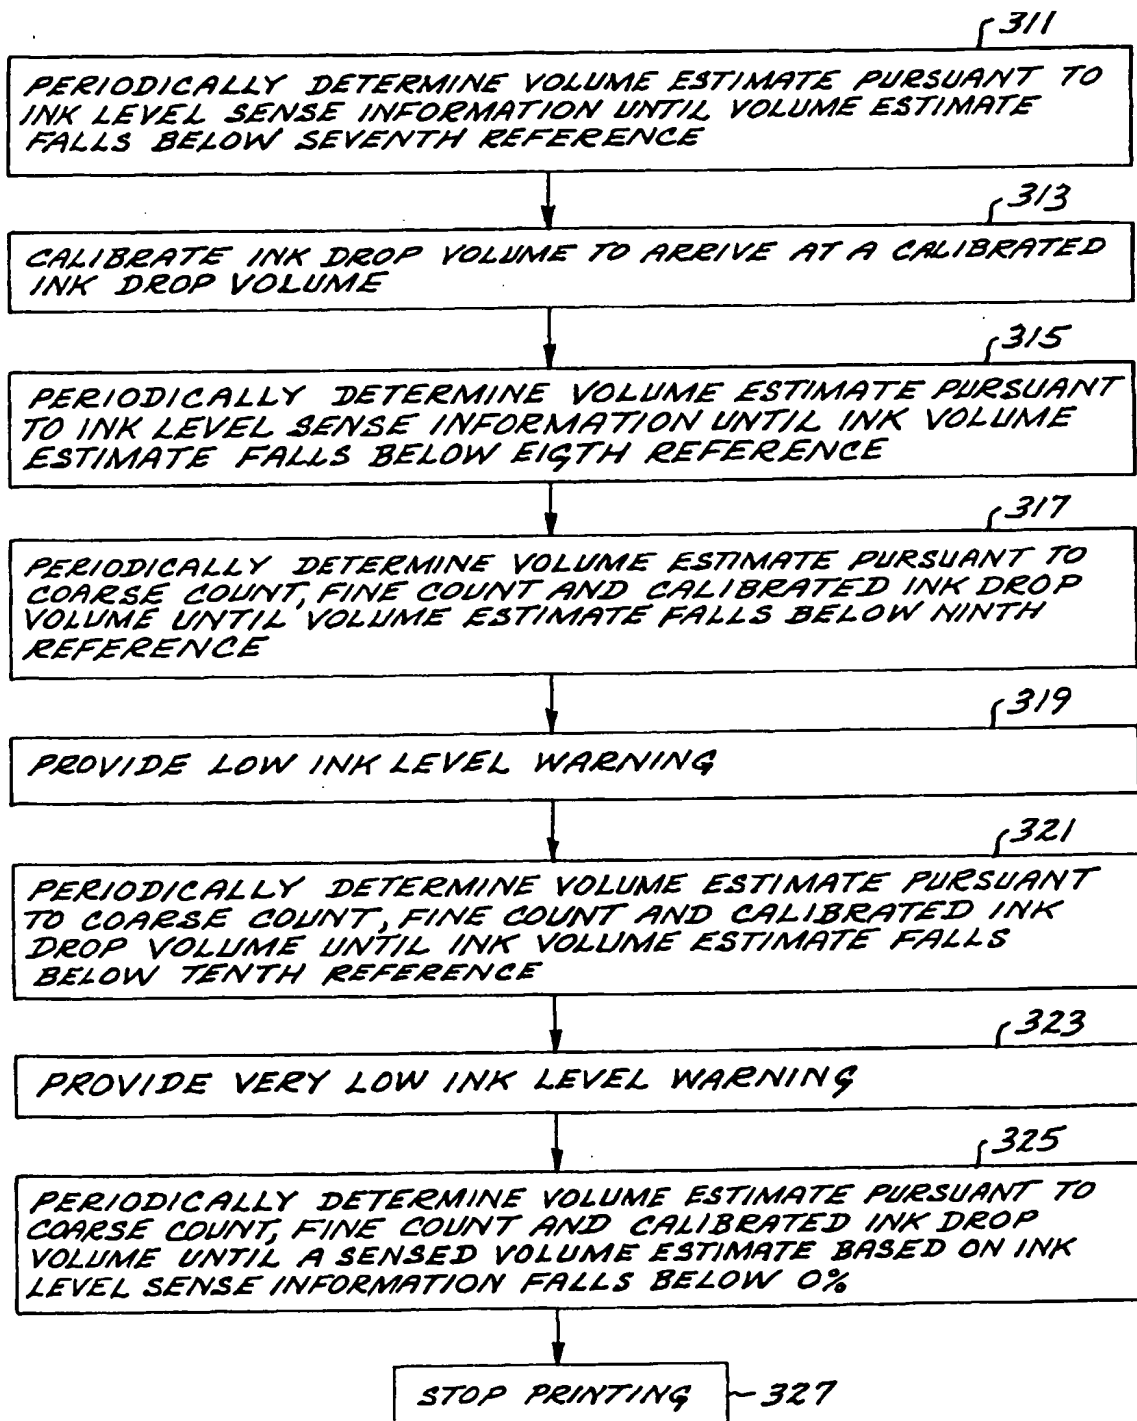 311
PERIODICALLY DETERMINE VOLUME ESTIMATE PURSUANT TO
INK LEVEL SENSE INFORMATION UNTIL VOLUME ESTIMATE
FALLS BELOW SEVENTH REFERENCE
313
CALIBRATE INK DROP VOLUME TO ARRIVE AT A CALIBRATED
INK DROP VOLUME
315
PERIODICALLY DETERMINE VOLUME ESTIMATE PURSUANT
TO INK LEVEL SENSE INFORMATION UNTIL INK VOLUME
ESTIMATE FALLS BELOW EIGTH REFERENCE
317
PERIODICALLY DETERMINE VOLUME ESTIMATE PURSUANT TO
COARSE COUNT, FINE COUNT AND CALIBRATED INK DROP
VOLUME UNTIL VOLUME ESTIMATE FALLS BELOW NINTH
REFERENCE
319
PROVIDE LOW INK LEVEL WARNING
321
PERIODICALLY DETERMINE VOLUME ESTIMATE PURSUANT
TO COARSE COUNT, FINE COUNT AND CALIBRATED INK
DROP VOLUME UNTIL INK VOLUME ESTIMATE FALLS
BELOW TENTH REFERENCE
323
PROVIDE VERY LOW INK LEVEL WARNING
325
PERIODICALLY DETERMINE VOLUME ESTIMATE PURSUANT TO
COARSE COUNT, FINE COUNT AND CALIBRATED INK DROP
VOLUME UNTIL A SENSED VOLUME ESTIMATE BASED ON INK
LEVEL SENSE INFORMATION FALLS BELOW 0%
STOP PRINTING 327